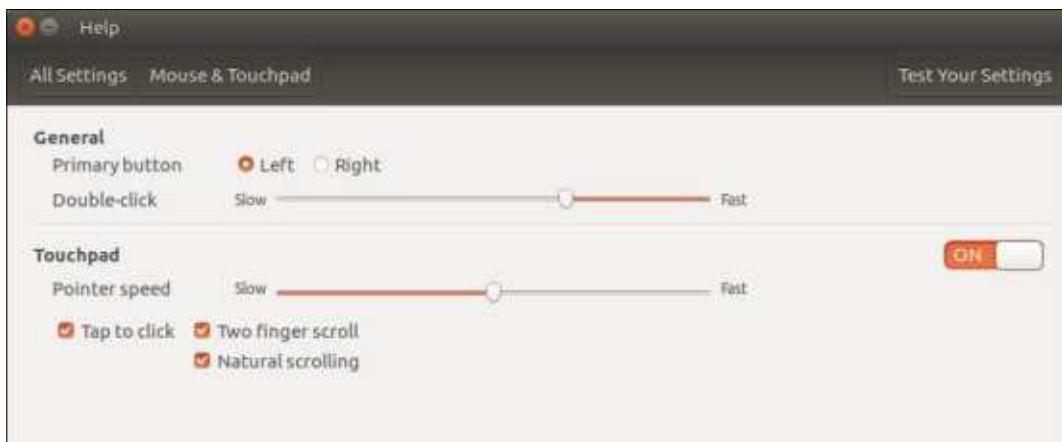 Help
All Settings Mouse & Touchpad Test Your Settings
General
Primary button Left Right
Double-click Slow Fast
Touchpad ON
Pointer speed Slow Fast
Tap to click Two finger scroll
Natural scrolling